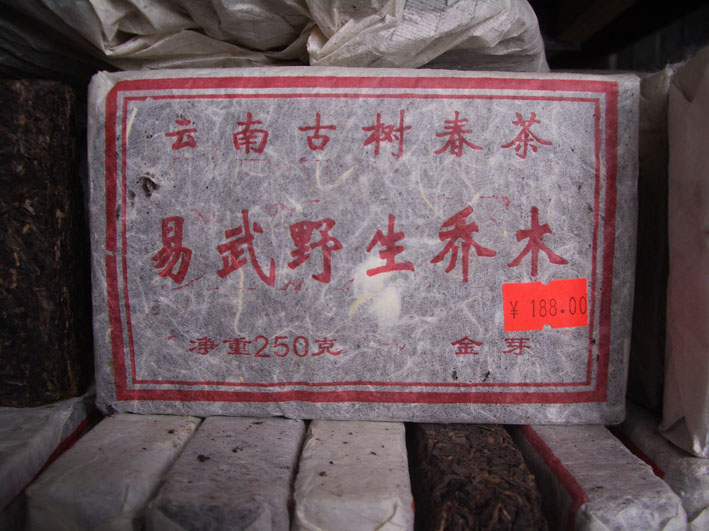 云南古树春茶
易武野生乔木
¥ 188.00
净重250克 金芽